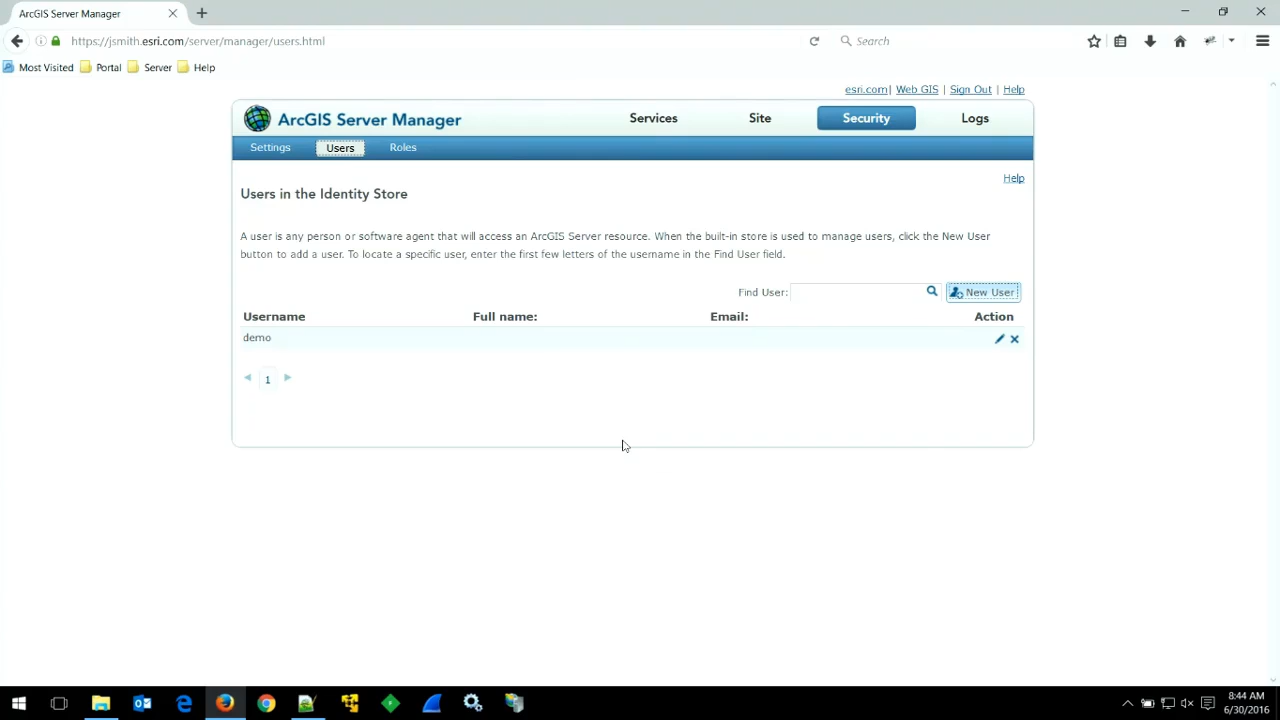 ArcGIS Server Manager
https://jsmith.esri.com/server/manager/users.html
Search
Most Visited Portal Server Help
esri.com| Web GIS | Sign Out | Help
ArcGIS Server Manager Services Site Security Logs
Settings Users Roles
Help
Users in the Identity Store
A user is any person or software agent that will access an ArcGIS Server resource. When the built-in store is used to manage users, click the New User
button to add a user. To locate a specific user, enter the first few letters of the username in the Find User field.
Find User: New User
Username Full name: Email: Action
demo
1
8:44 AM
6/30/2016